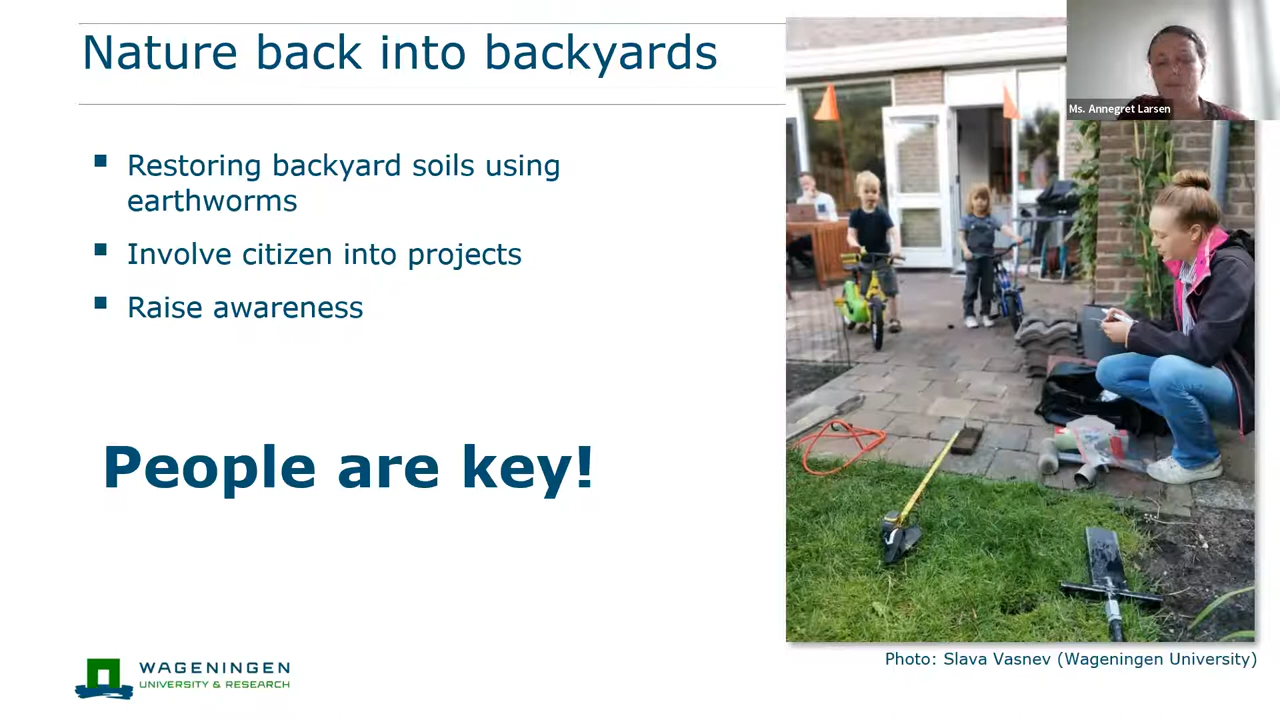 Nature back into backyards
Ms. Annegret Larsen
Restoring backyard soils using
earthworms
Involve citizen into projects
Raise awareness
People are key!
WAGENINGEN
UNIVERSITY & RESEARCH
Photo: Slava Vasnev (Wageningen University)